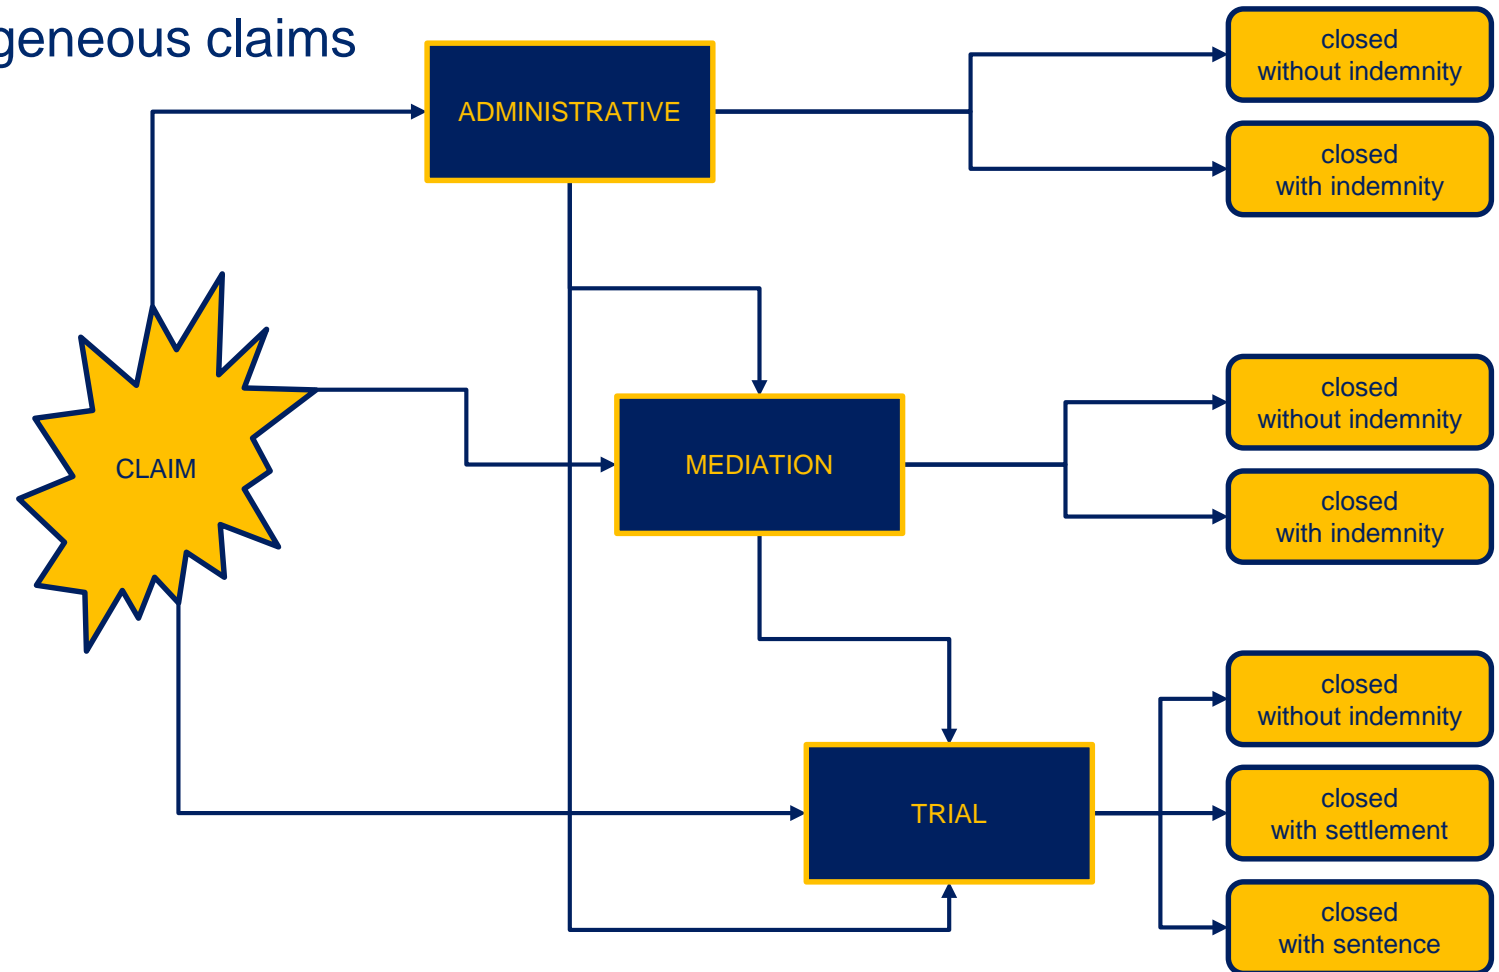 geneous claims
ADMINISTRATIVE
closed
without indemnity
closed
with indemnity
CLAIM
MEDIATION
closed
without indemnity
closed
with indemnity
TRIAL
closed
without indemnity
closed
with settlement
closed
with sentence